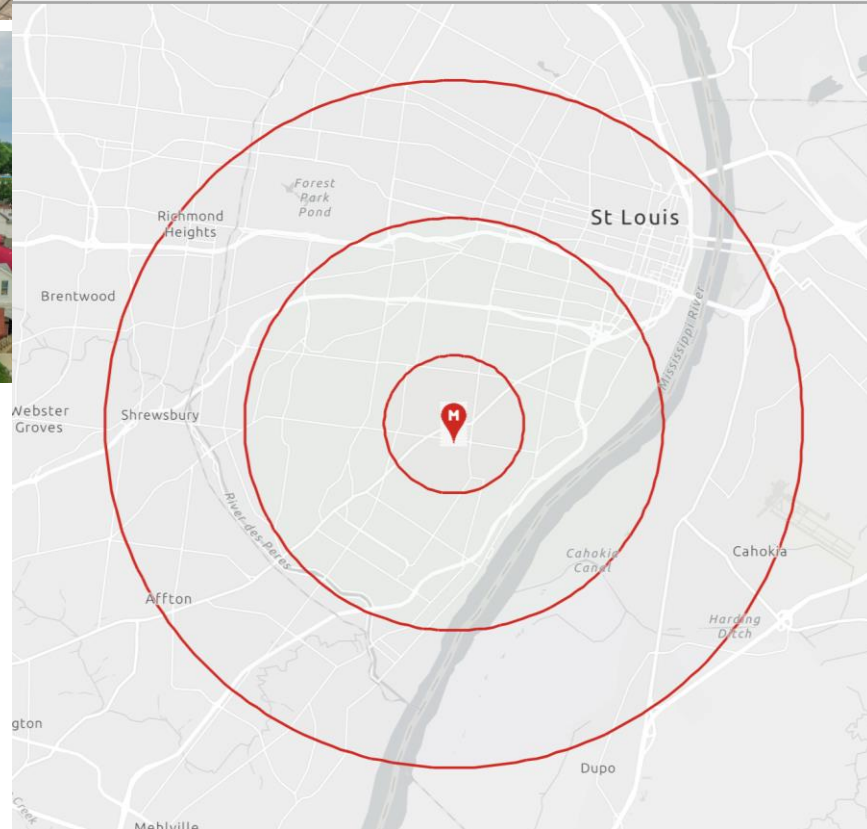 Forest
Park
Pond
Richmond
Heights
St Louis
Brentwood
Mississippi River
M
Webster
Groves
Shrewsbury
River des Peres
Cahokia
Canal
Cahokia
Affton
Harding
Ditch
gton
Dupo
Creek
Mehlville